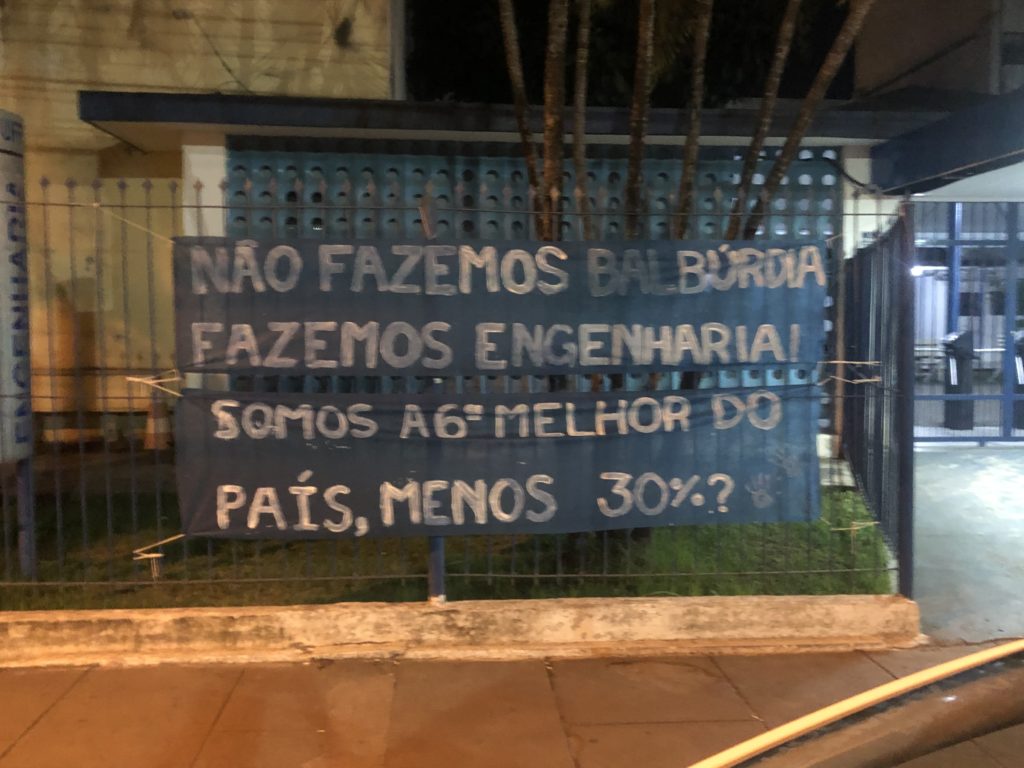 NÃO FAZEMOS BALBÚRDIA
FAZEMOS ENGENHARIA!
SOMOS A 6ª MELHOR DO
PAÍS, MENOS 30%?
ENGENHARIA